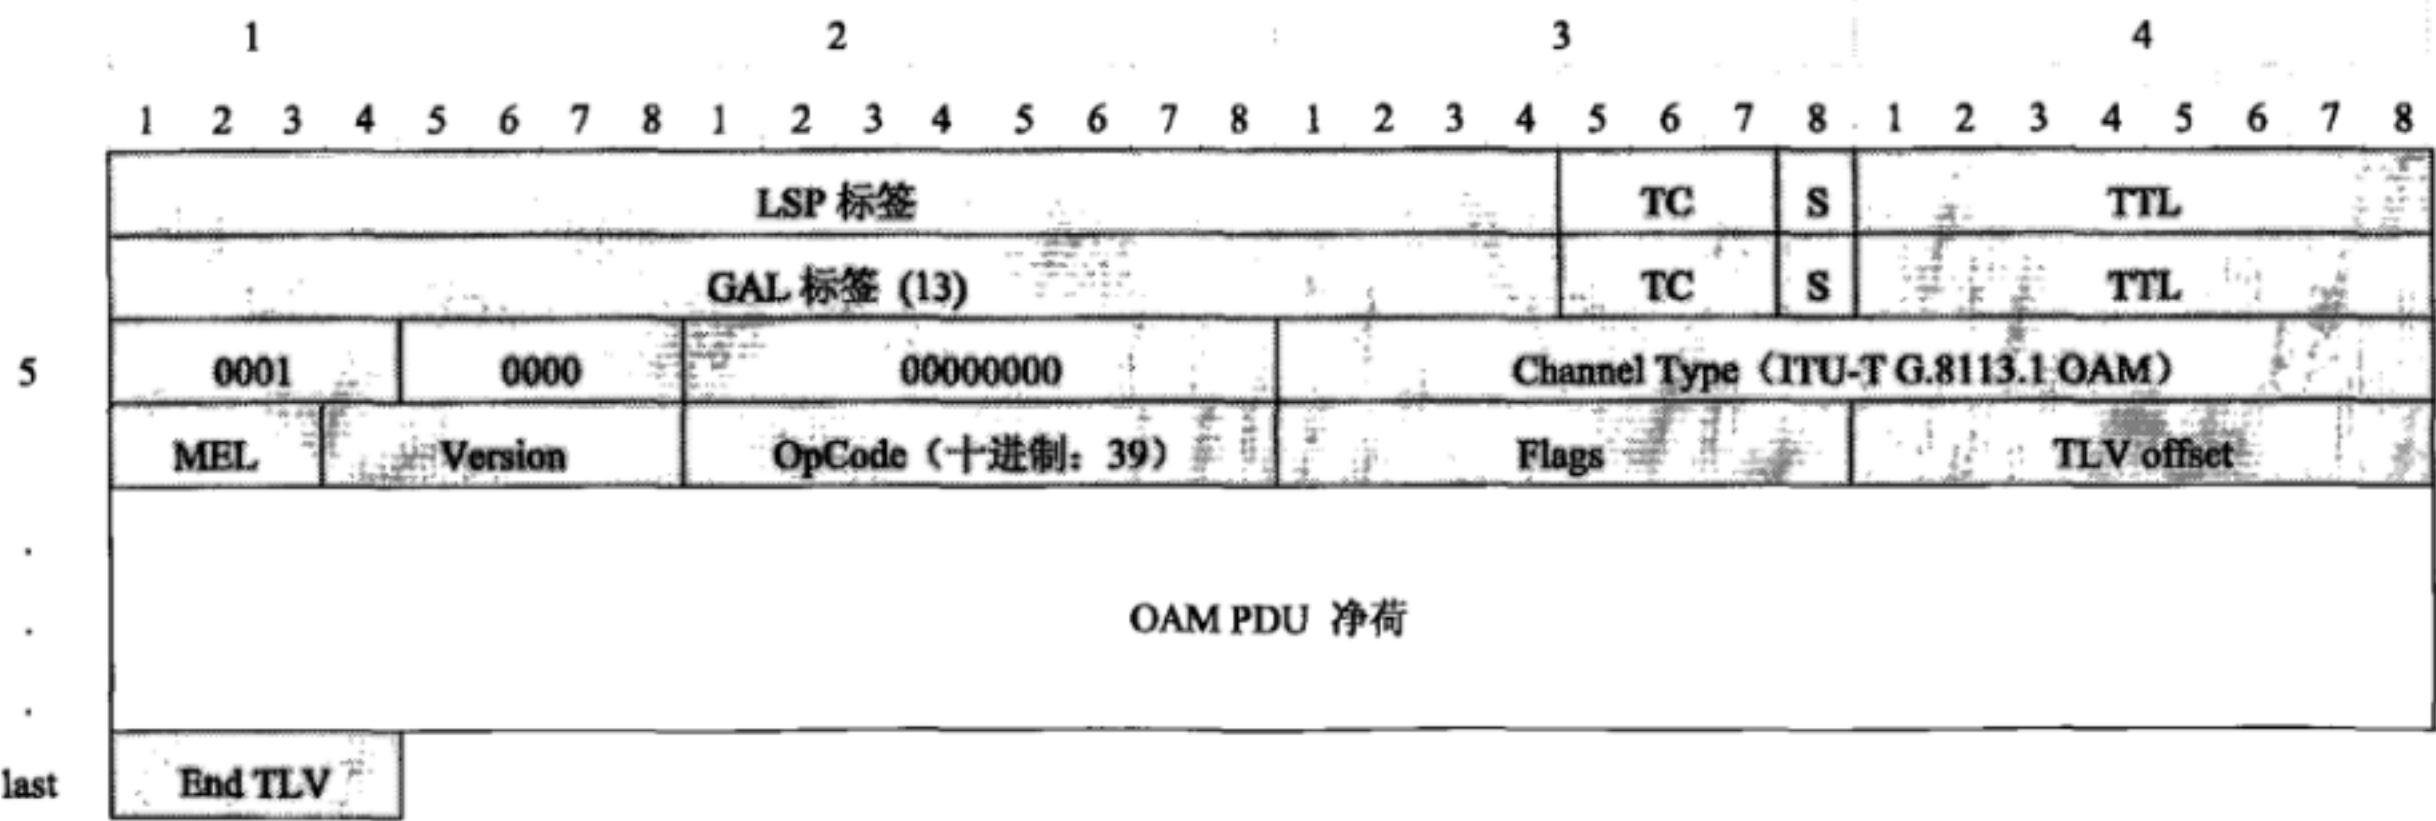 1 2 3 4
1 2 3 4 5 6 7 8 1 2 3 4 5 6 7 8 1 2 3 4 5 6 7 8 1 2 3 4 5 6 7 8
LSP 标签 TC S TTL
GAL 标签 (13) TC S TTL
5 0001 0000 00000000 Channel Type（ITU-T G.8113.1 OAM）
MEL Version OpCode（十进制：39） Flags TLV offset
OAM PDU 净荷
last End TLV